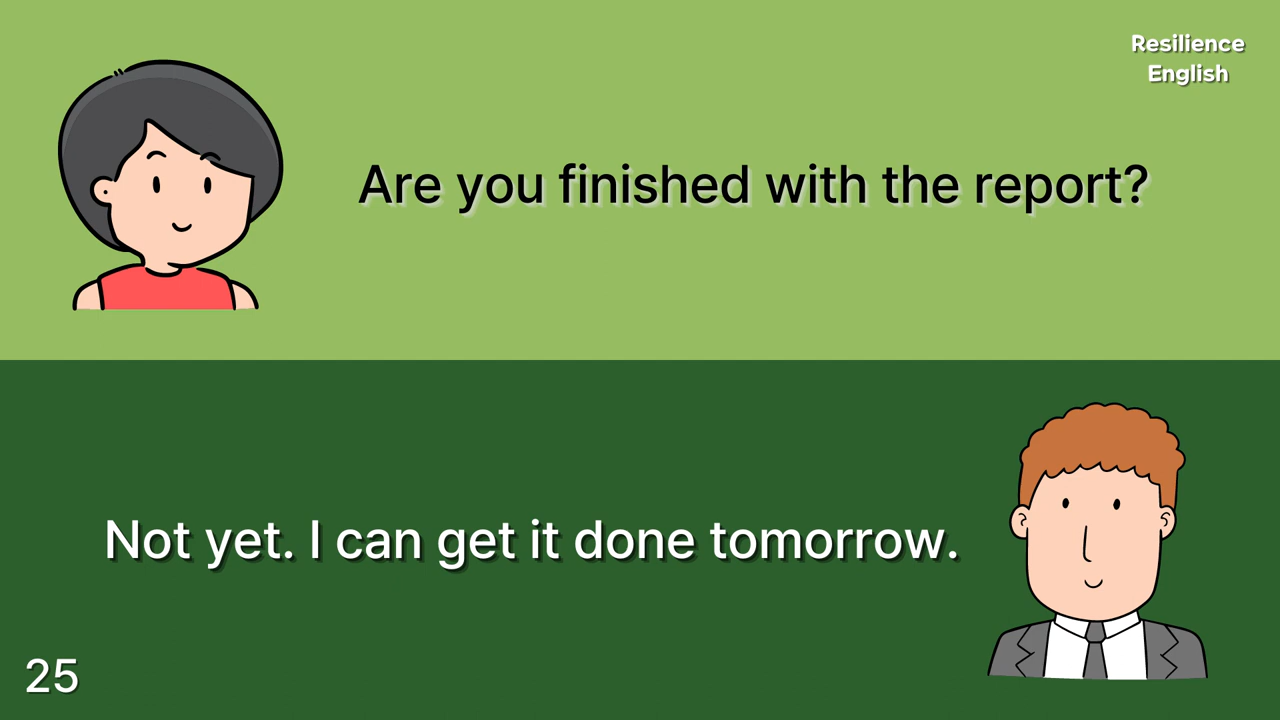 Resilience
English
Are you finished with the report?
Not yet. I can get it done tomorrow.
25